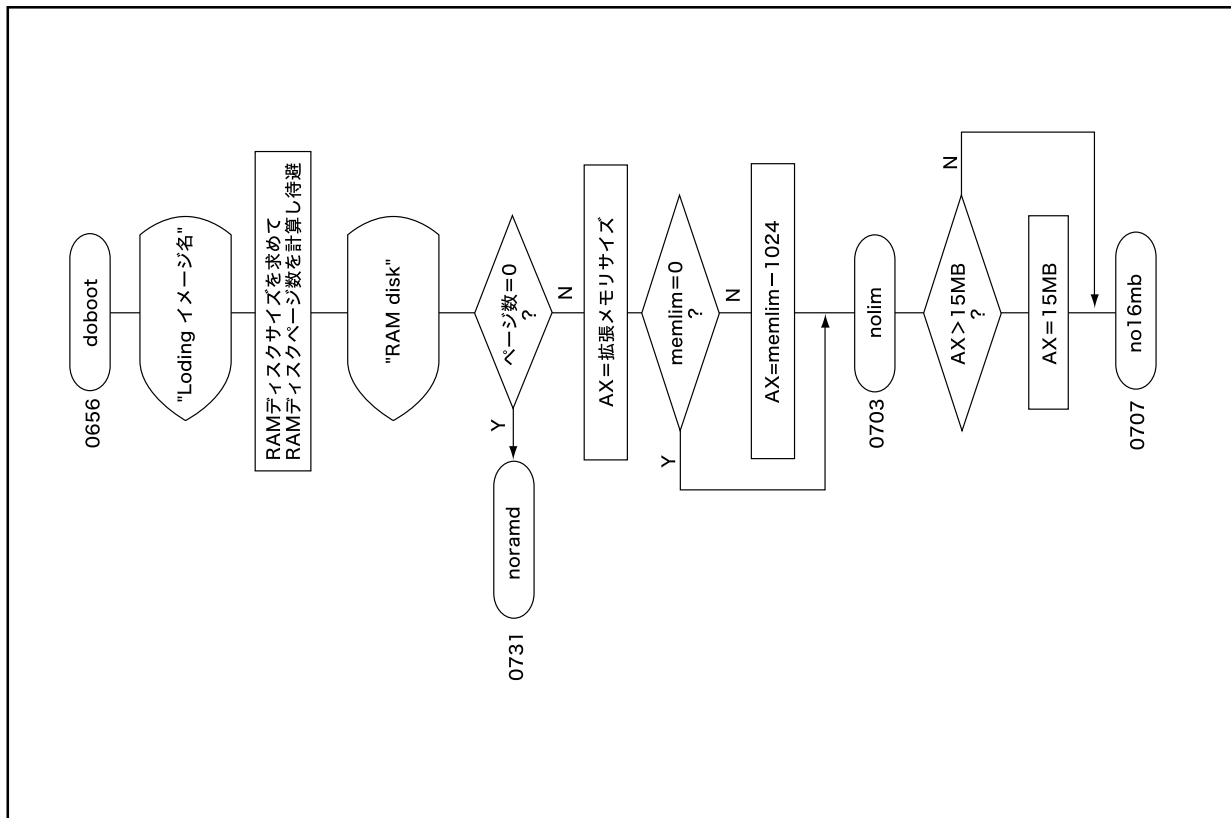 0656
doboot
"Loding イメージ名"
RAMディスクサイズを求めて
RAMディスクページ数を計算し待避
"RAM disk"
ページ数=0
?
Y
N
0731
noramd
AX=拡張メモリサイズ
memlim=0
?
Y
N
AX=memlim−1024
0703
nolim
AX>15MB
?
N
AX=15MB
0707
no16mb